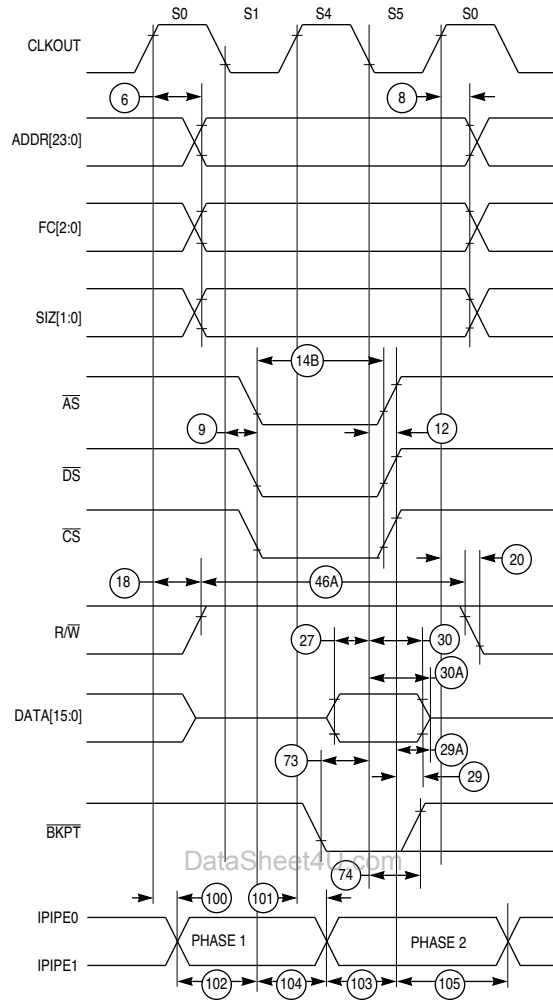 S0 S1 S4 S5 S0
CLKOUT
6 8
ADDR[23:0]
FC[2:0]
SIZ[1:0]
14B
AS
9 12
DS
CS
20
18 46A
R/W
27 30
30A
DATA[15:0]
29A
73 29
BKPT
DataSheet4U.com
74
100 101
IPIPE0
PHASE 1 PHASE 2
IPIPE1
102 104 103 105